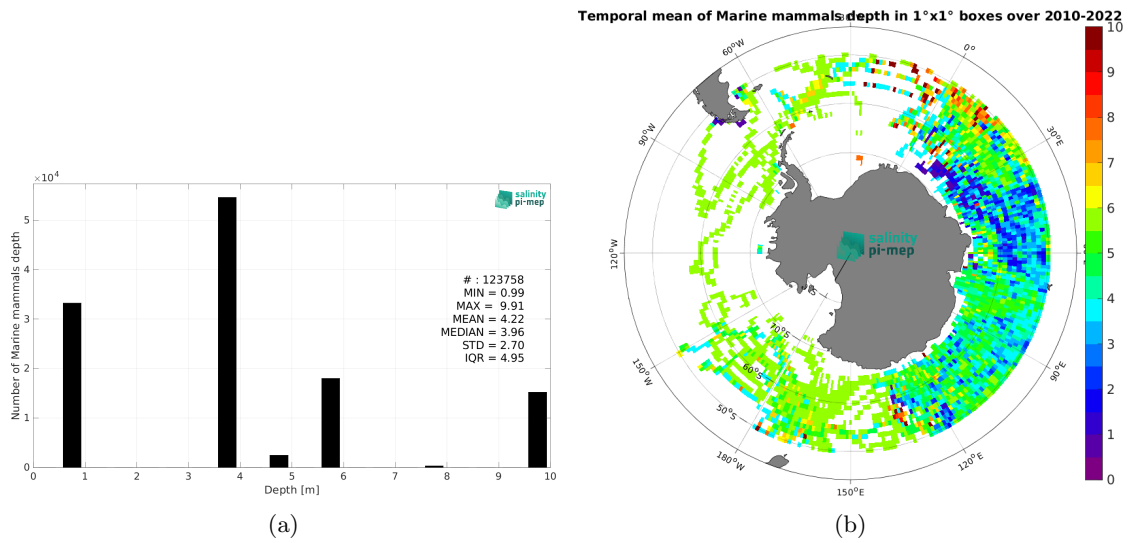 ×10⁴
5
4
3
2
1
0
Number of Marine mammals depth
salinity
pi-mep
# : 123758
MIN = 0.99
MAX = 9.91
MEAN = 4.22
MEDIAN = 3.96
STD = 2.70
IQR = 4.95
0 1 2 3 4 5 6 7 8 9 10
Depth [m]
(a)
Temporal mean of Marine mammals depth in 1°x1° boxes over 2010-2022
60°W
0°
90°W
30°E
120°W
salinity
pi-mep
70°S
60°S
50°S
150°W
90°E
180°W
120°E
150°E
10
9
8
7
6
5
4
3
2
1
0
(b)